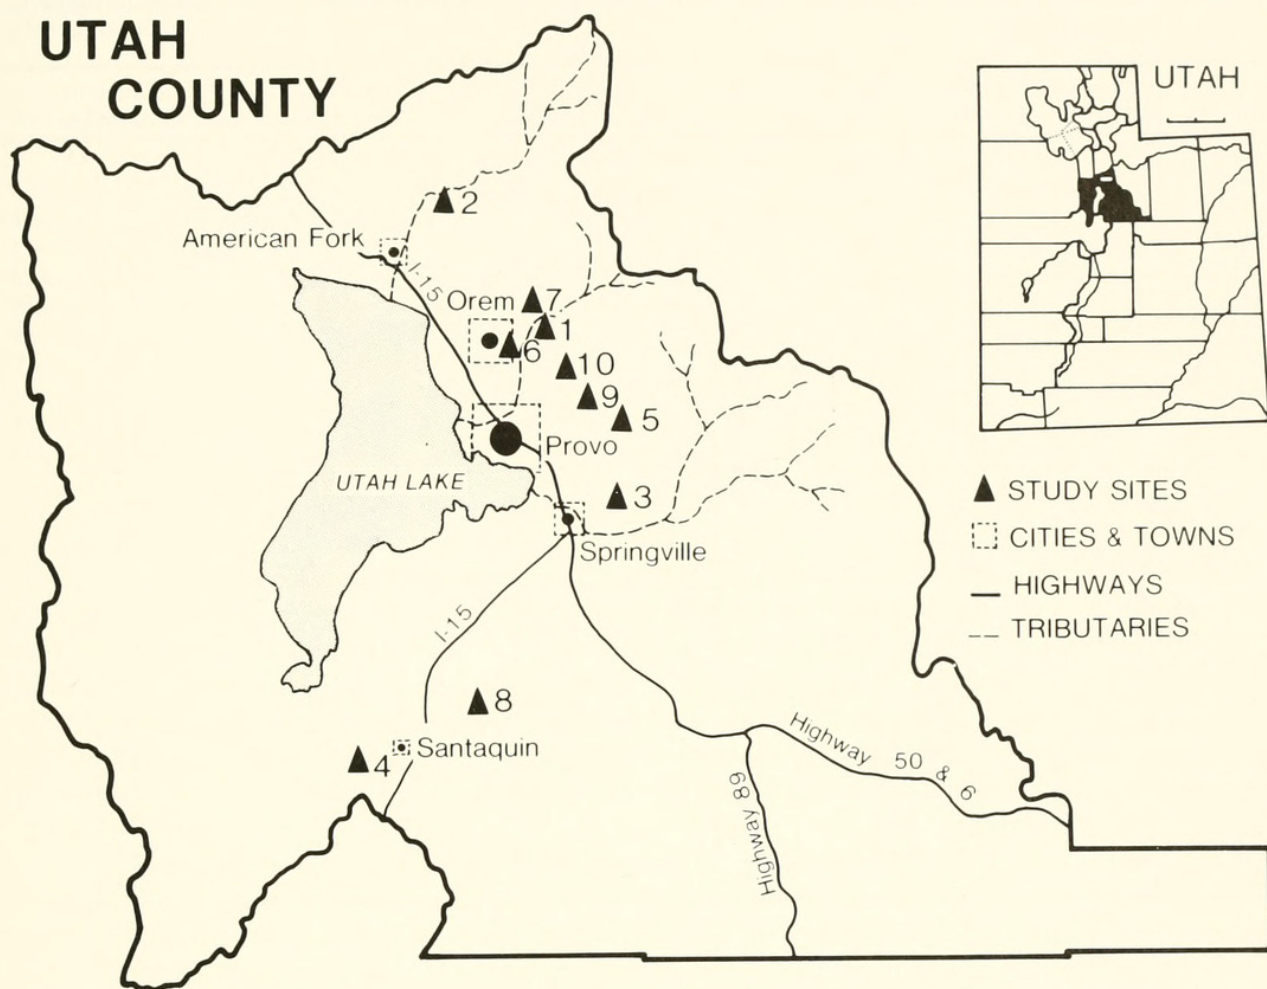 UTAH
COUNTY
UTAH
2
American Fork
I-15
Orem
7
1
6
10
9
5
Provo
UTAH LAKE
3
Springville
STUDY SITES
CITIES & TOWNS
HIGHWAYS
TRIBUTARIES
I-15
8
Santaquin
4
Highway 50 & 6
Highway 89